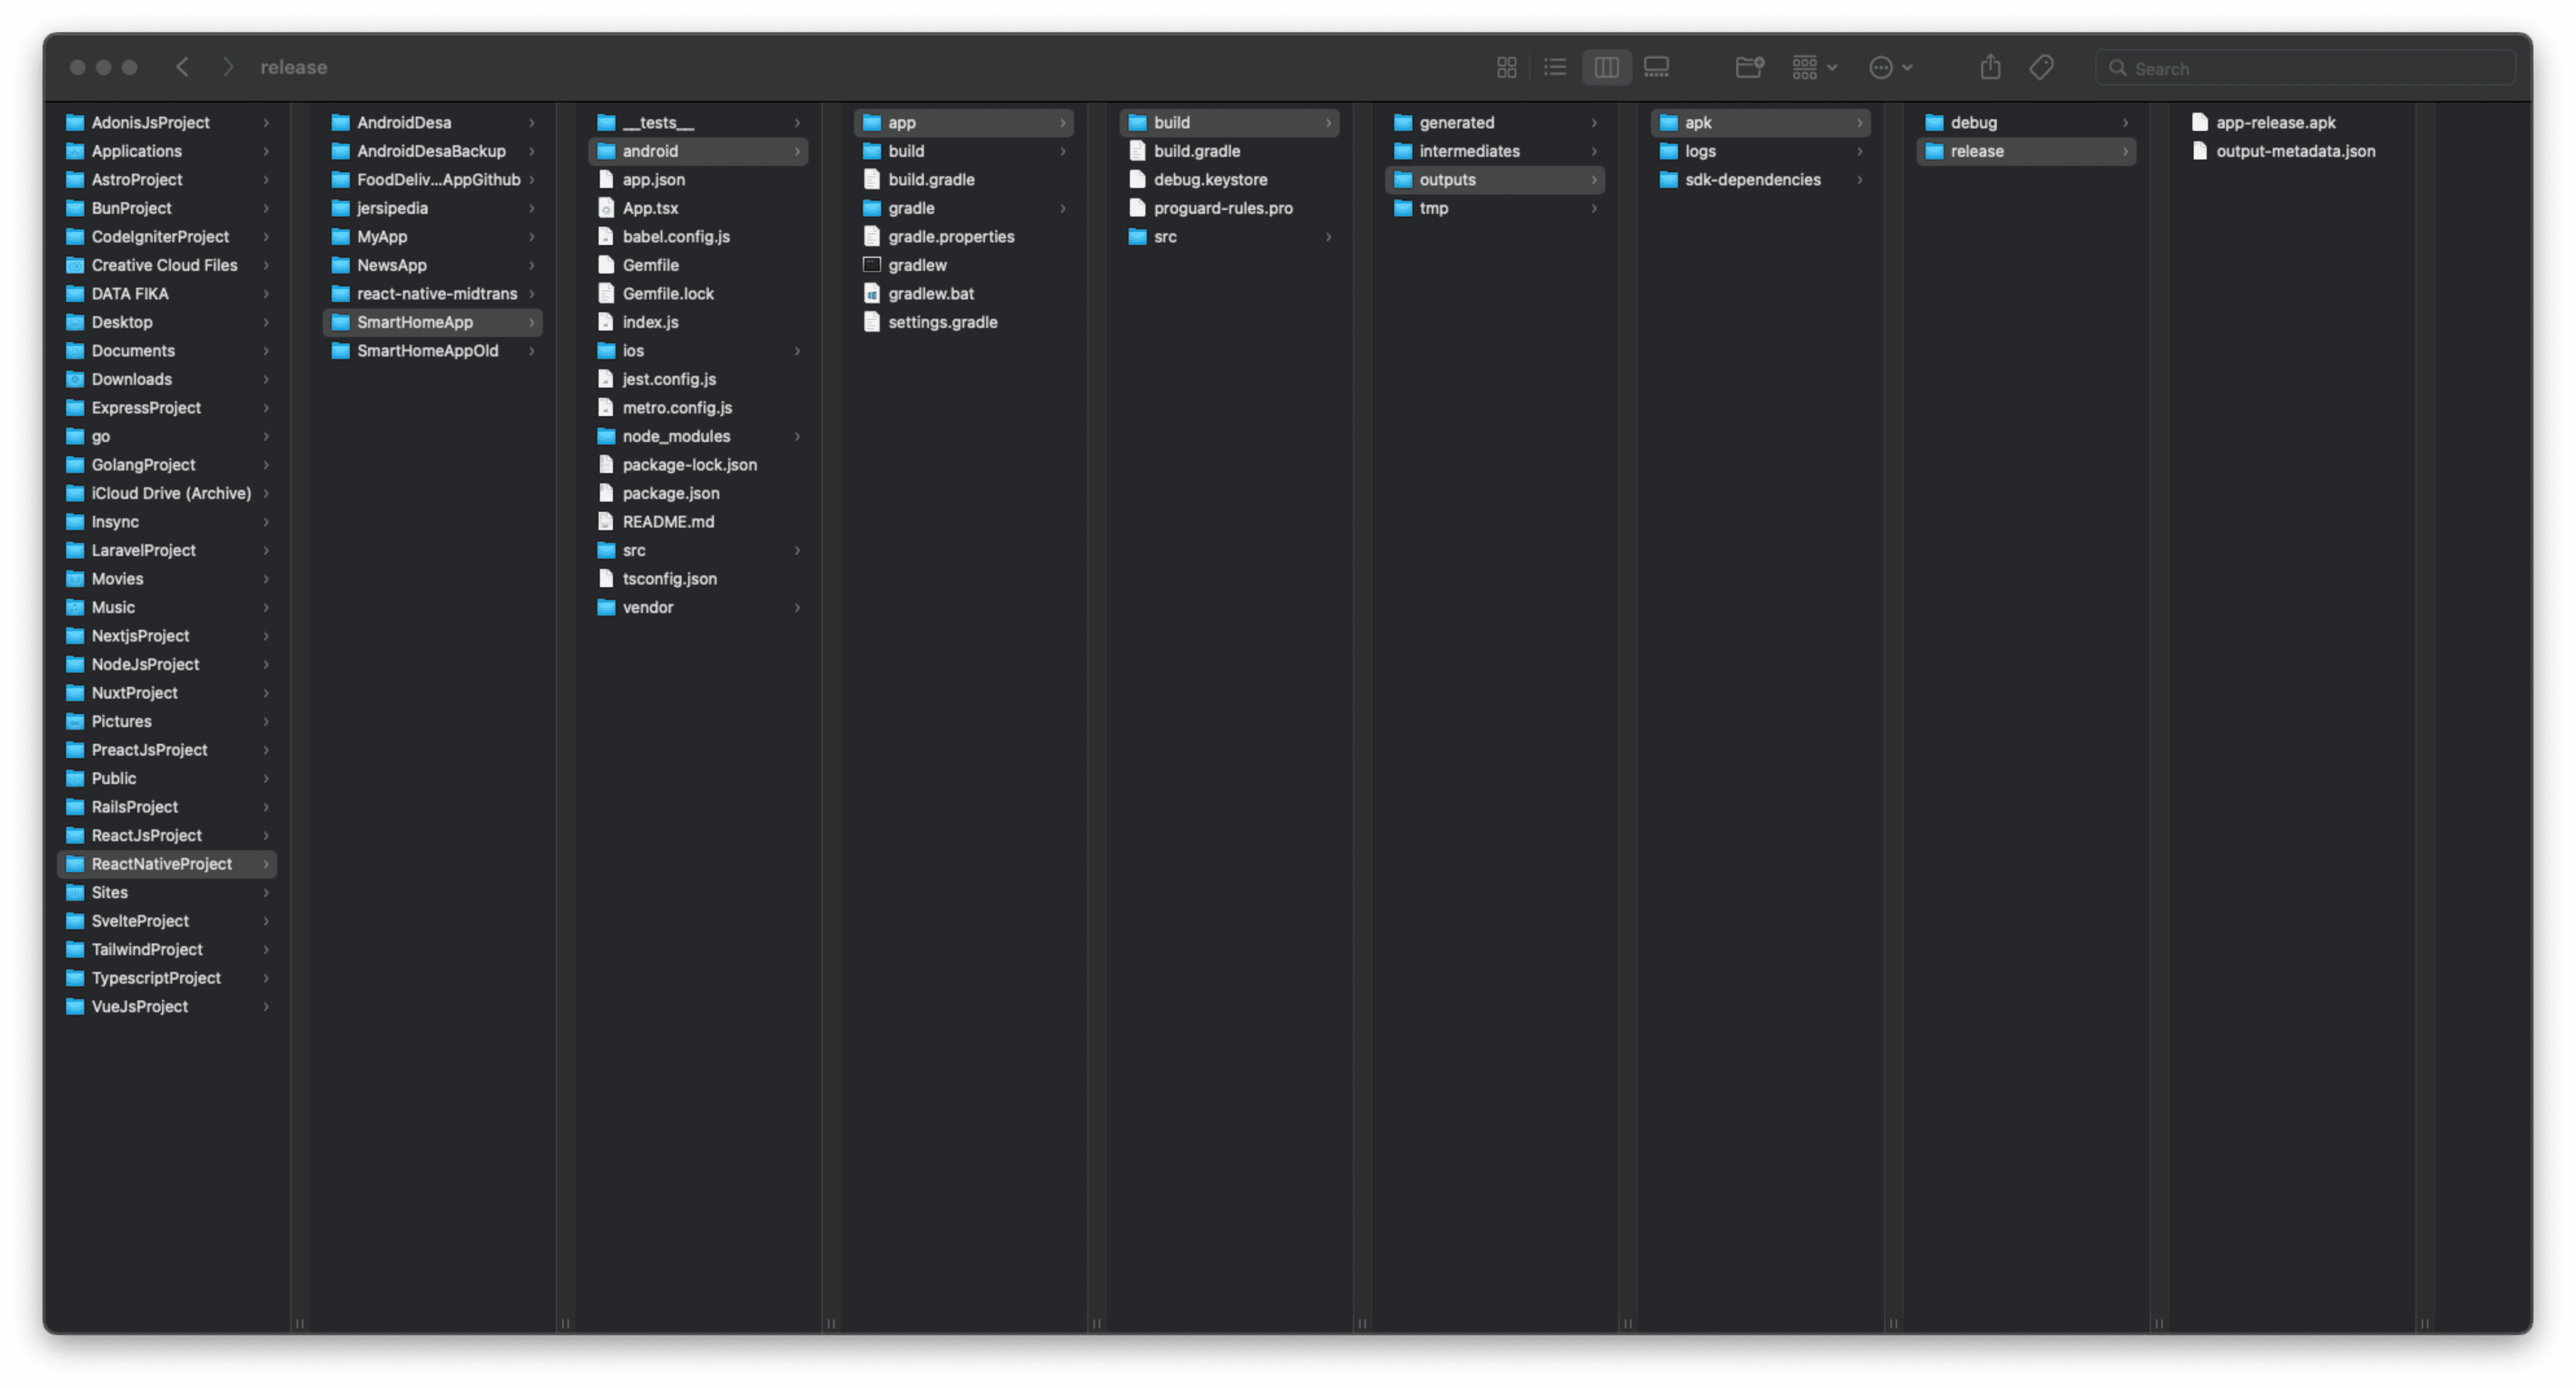 release
Search
AdonisJsProject
Applications
AstroProject
BunProject
CodeIgniterProject
Creative Cloud Files
DATA FIKA
Desktop
Documents
Downloads
ExpressProject
go
GolangProject
iCloud Drive (Archive)
Insync
LaravelProject
Movies
Music
NextjsProject
NodeJsProject
NuxtProject
Pictures
PreactJsProject
Public
RailsProject
ReactJsProject
ReactNativeProject
Sites
SvelteProject
TailwindProject
TypescriptProject
VueJsProject
AndroidDesa
AndroidDesaBackup
FoodDeliv...AppGithub
jersipedia
MyApp
NewsApp
react-native-midtrans
SmartHomeApp
SmartHomeAppOld
__tests__
android
app.json
App.tsx
babel.config.js
Gemfile
Gemfile.lock
index.js
ios
jest.config.js
metro.config.js
node_modules
package-lock.json
package.json
README.md
src
tsconfig.json
vendor
app
build
build.gradle
gradle
gradle.properties
gradlew
gradlew.bat
settings.gradle
build
build.gradle
debug.keystore
proguard-rules.pro
src
generated
intermediates
outputs
tmp
apk
logs
sdk-dependencies
debug
release
app-release.apk
output-metadata.json